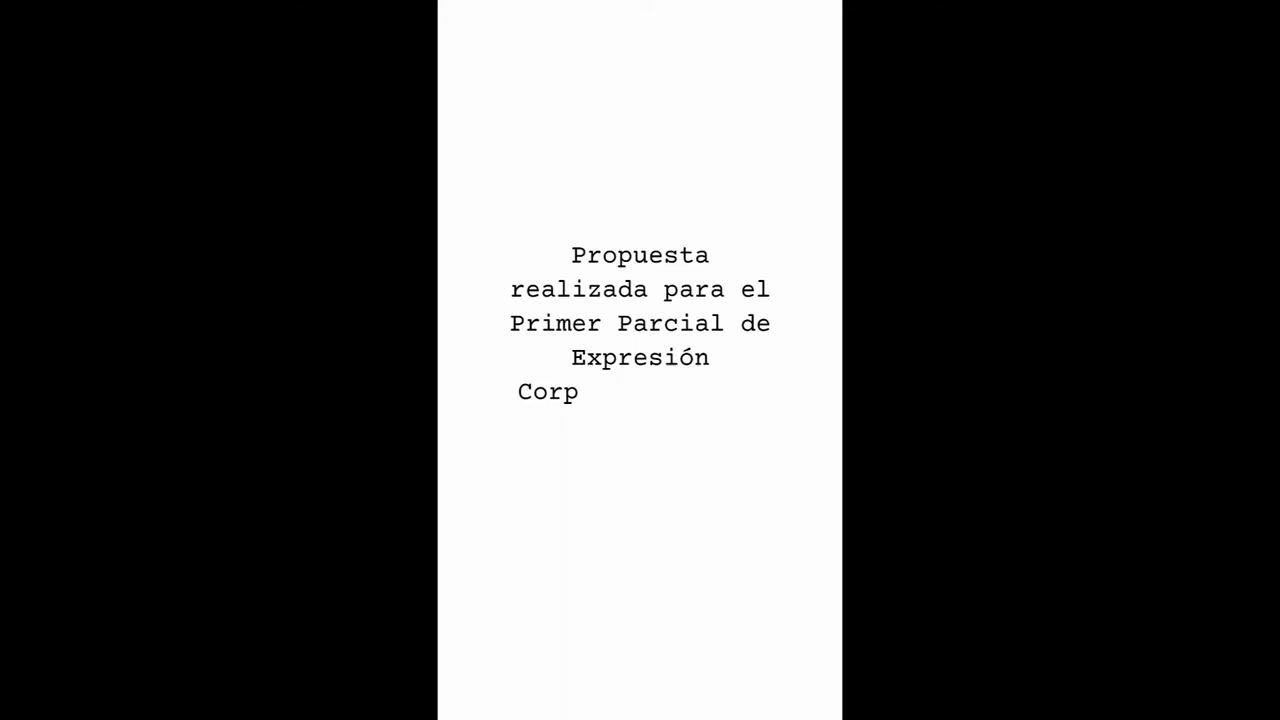 Propuesta
realizada para el
Primer Parcial de
Expresión
Corp